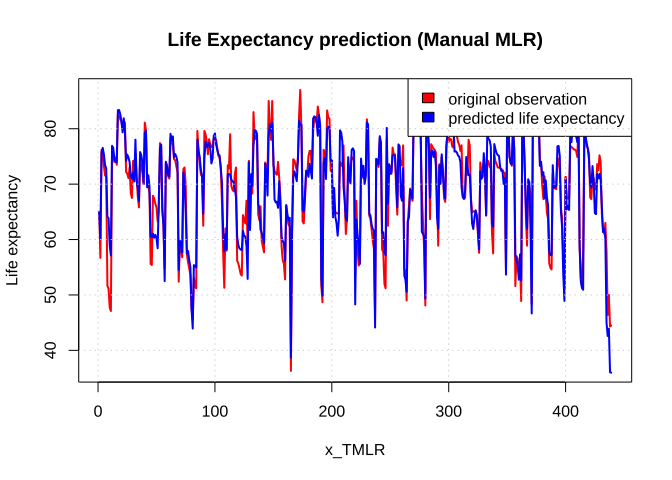 Life Expectancy prediction (Manual MLR)
original observation
predicted life expectancy
Life expectancy
80
70
60
50
40
0 100 200 300 400
x_TMLR